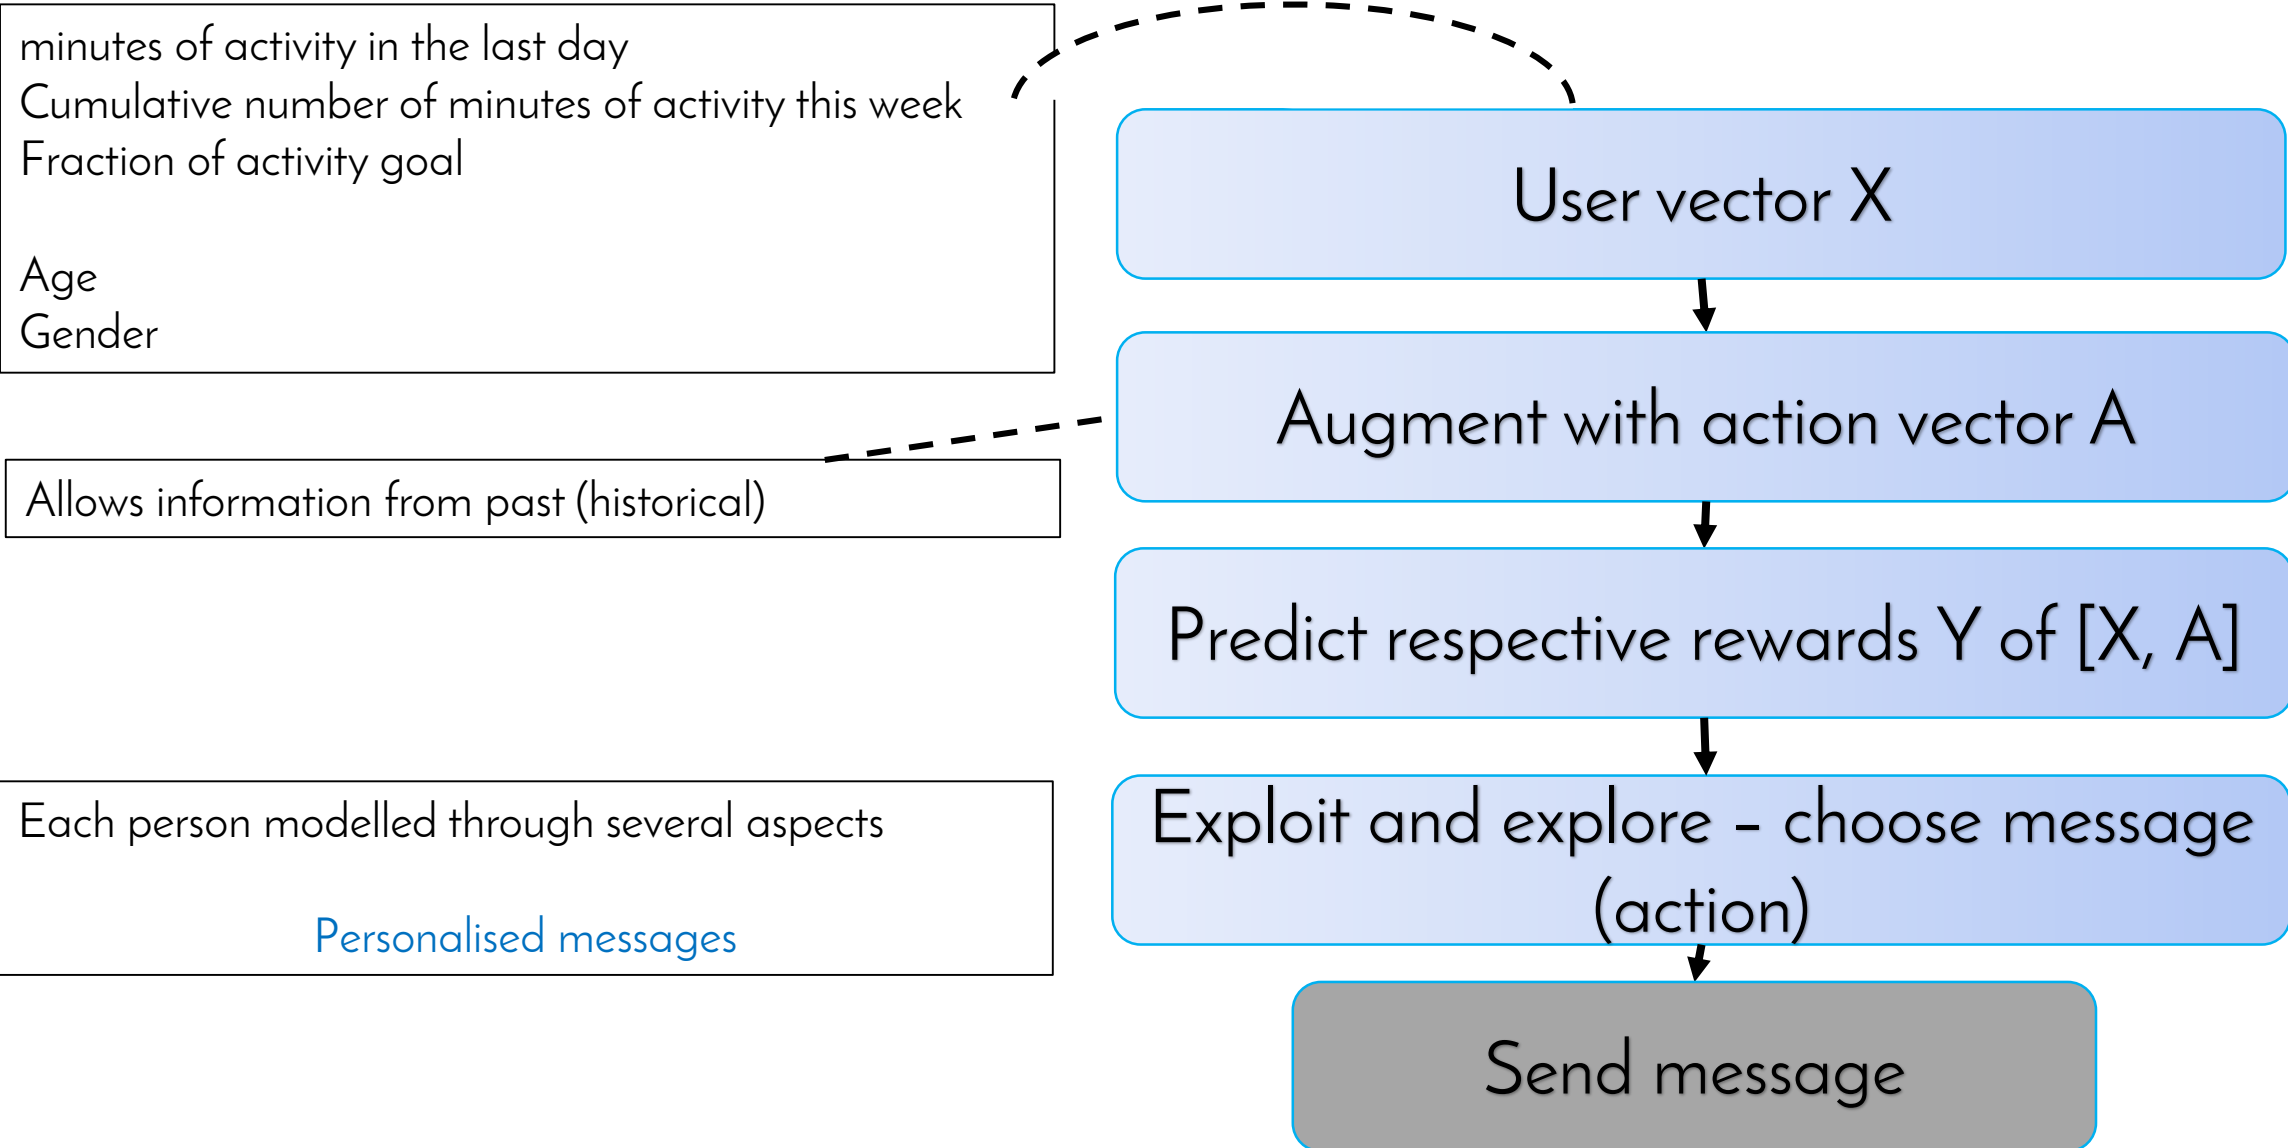 minutes of activity in the last day
Cumulative number of minutes of activity this week
Fraction of activity goal
Age
Gender
Allows information from past (historical)
Each person modelled through several aspects
Personalised messages
User vector X
Augment with action vector A
Predict respective rewards Y of [X, A]
Exploit and explore – choose message
(action)
Send message